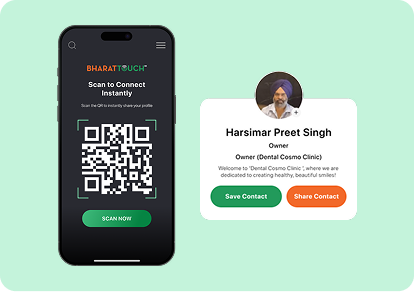 BHARATTOUCH™
Scan to Connect
Instantly
Scan the QR to instantly share your profile.
SCAN NOW
Harsimar Preet Singh
Owner
Owner (Dental Cosmo Clinic)
Welcome to 'Dental Cosmo Clinic ', where we are
dedicated to creating healthy, beautiful smiles!
Save Contact
Share Contact